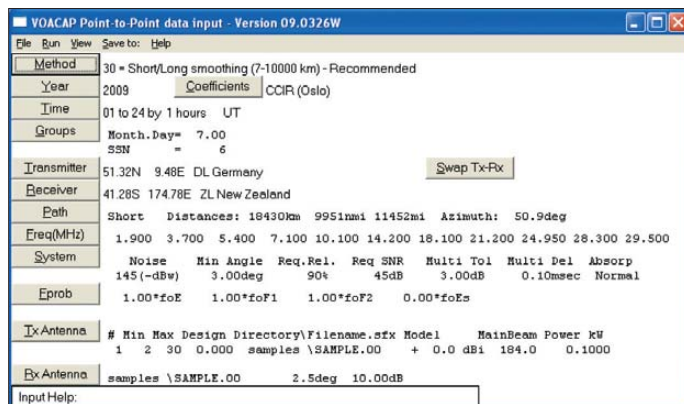 VOACAP Point-to-Point data input - Version 09.0326W
File Run View Save to: Help
Method 30 = Short/Long smoothing (7-10000 km) - Recommended
Year 2009 Coefficients CCIR (Oslo)
Time 01 to 24 by 1 hours UT
Groups Month.Day= 7.00
SSN = 6
Transmitter 51.32N 9.48E DL Germany Swap Tx-Rx
Receiver 41.28S 174.78E ZL New Zealand
Path Short Distances: 18430km 9951nmi 11452mi Azimuth: 50.9deg
Freq(MHz) 1.900 3.700 5.400 7.100 10.100 14.200 18.100 21.200 24.950 28.300 29.500
System Noise Min Angle Req.Rel. Req SNR Multi Tol Multi Del Absorp
145(-dBw) 3.00deg 90% 45dB 3.00dB 0.10msec Normal
Fprob 1.00*foE 1.00*foF1 1.00*foF2 0.00*foEs
Tx Antenna # Min Max Design Directory\Filename.sfx Model MainBeam Power kW
1 2 30 0.000 samples \SAMPLE.00 + 0.0 dBi 184.0 0.1000
Rx Antenna samples \SAMPLE.00 2.5deg 10.00dB
Input Help: